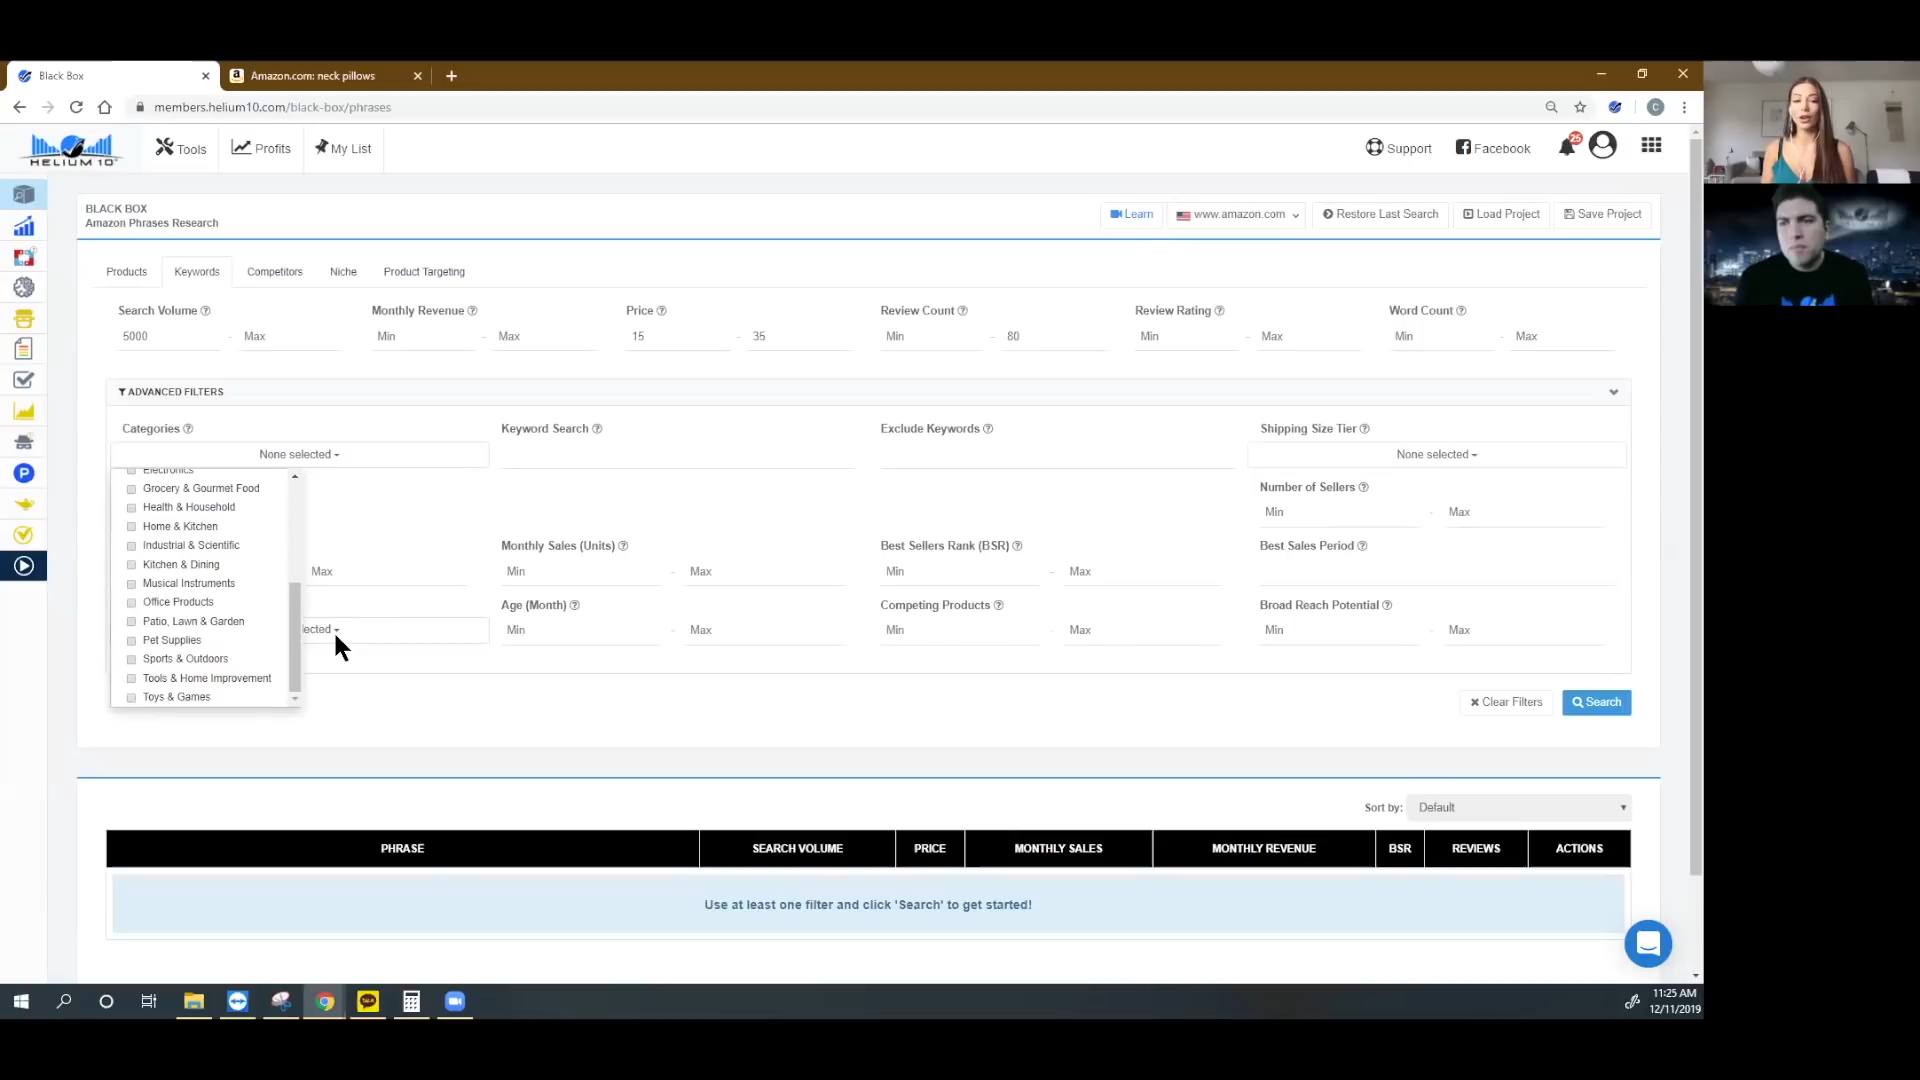 Black Box
Amazon.com: neck pillows
members.helium10.com/black-box/phrases
HELIUM 10
Tools
Profits
My List
Support
Facebook
25
BLACK BOX
Amazon Phrases Research
Learn
www.amazon.com
Restore Last Search
Load Project
Save Project
Products
Keywords
Competitors
Niche
Product Targeting
Search Volume
Monthly Revenue
Price
Review Count
Review Rating
Word Count
5000 - Max
Min - Max
15 - 35
Min - 80
Min - Max
Min - Max
ADVANCED FILTERS
Categories
Keyword Search
Exclude Keywords
Shipping Size Tier
None selected
None selected
Electronics
Grocery & Gourmet Food
Health & Household
Home & Kitchen
Industrial & Scientific
Kitchen & Dining
Musical Instruments
Office Products
Patio, Lawn & Garden
Pet Supplies
Sports & Outdoors
Tools & Home Improvement
Toys & Games
Number of Sellers
Min - Max
Monthly Sales (Units)
Best Sellers Rank (BSR)
Best Sales Period
Max
Min - Max
Min - Max
Age (Month)
Competing Products
Broad Reach Potential
lected
Min - Max
Min - Max
Min - Max
Clear Filters
Search
Sort by: Default
PHRASE
SEARCH VOLUME
PRICE
MONTHLY SALES
MONTHLY REVENUE
BSR
REVIEWS
ACTIONS
Use at least one filter and click 'Search' to get started!
11:25 AM
12/11/2019